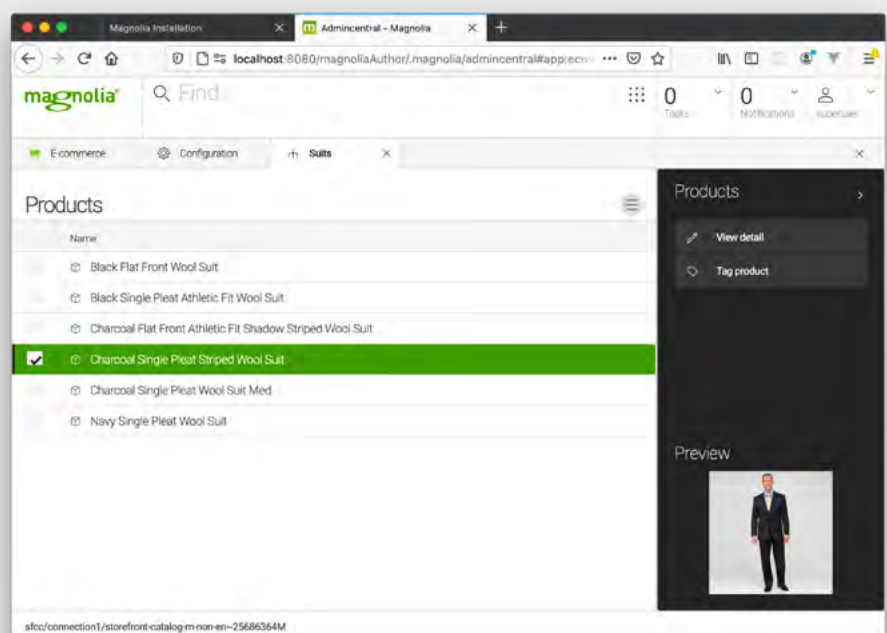 Magnolia Installation
Admincentral - Magnolia
localhost:8080/magnoliaAuthor/.magnolia/admincentral#app:eco
magnolia
Find
0
Tasks
0
Notifications
superuser
E-commerce
Configuration
Suits
Products
Name
Black Flat Front Wool Suit
Black Single Pleat Athletic Fit Wool Suit
Charcoal Flat Front Athletic Fit Shadow Striped Wool Suit
Charcoal Single Pleat Striped Wool Suit
Charcoal Single Pleat Wool Suit Med
Navy Single Pleat Wool Suit
Products
View detail
Tag product
Preview
sfcc/connection1/storefront-catalog-m-non-en~25686364M